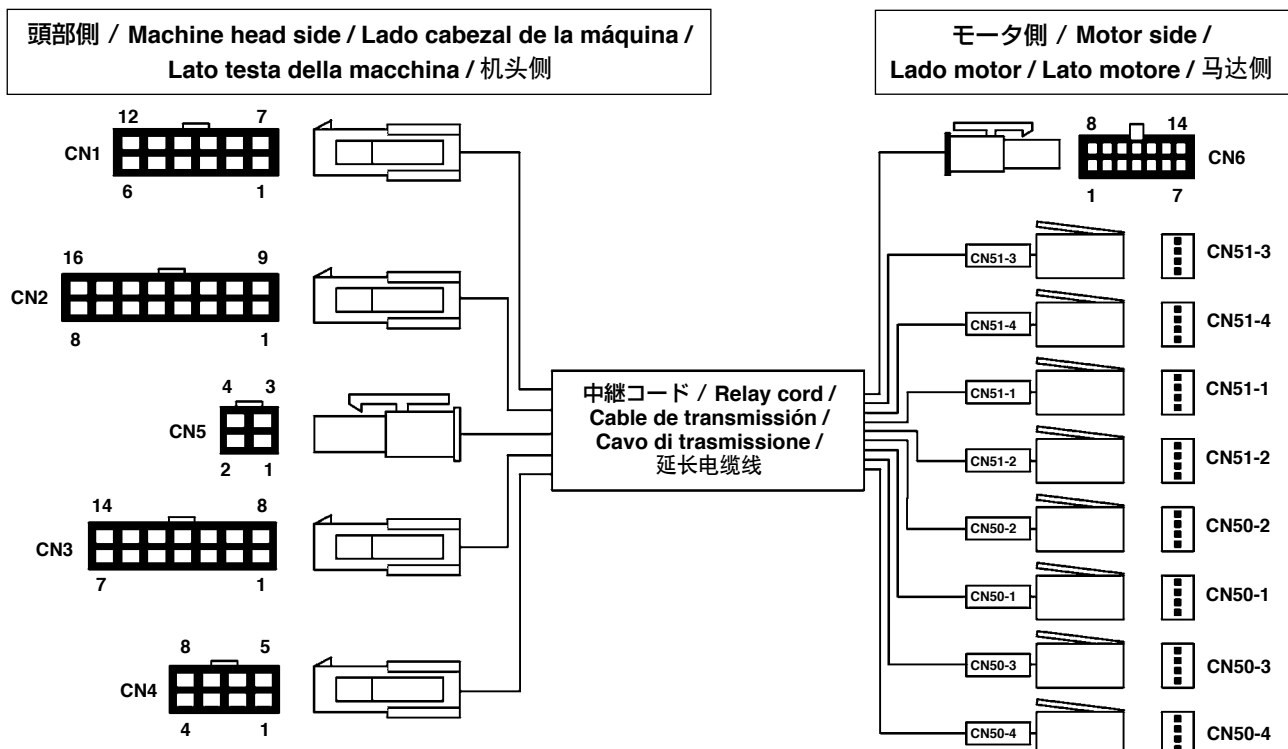 頭部側 / Machine head side / Lado cabezal de la máquina /
Lato testa della macchina / 机头侧
モータ側 / Motor side /
Lado motor / Lato motore / 马达侧
12 7
CN1
6 1
16 9
CN2
8 1
4 3
CN5
2 1
14 8
CN3
7 1
8 5
CN4
4 1
中継コード / Relay cord /
Cable de transmissión /
Cavo di trasmissione /
延长电缆线
8 14
CN6
1 7
CN51-3 CN51-3
CN51-4 CN51-4
CN51-1 CN51-1
CN51-2 CN51-2
CN50-2 CN50-2
CN50-1 CN50-1
CN50-3 CN50-3
CN50-4 CN50-4